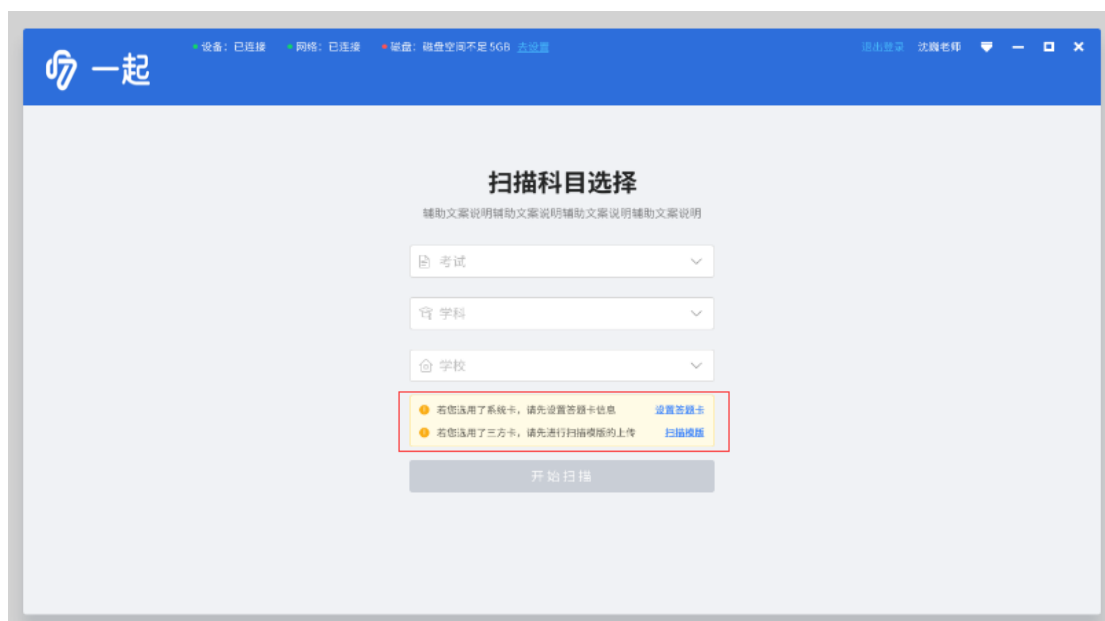 一起
设备：已连接 网络：已连接 磁盘：磁盘空间不足5GB 去设置
退出登录 沈巍老师
扫描科目选择
辅助文案说明辅助文案说明辅助文案说明辅助文案说明
考试
学科
学校
若您选用了系统卡，请先设置答题卡信息 设置答题卡
若您选用了三方卡，请先进行扫描模版的上传 扫描模版
开始扫描